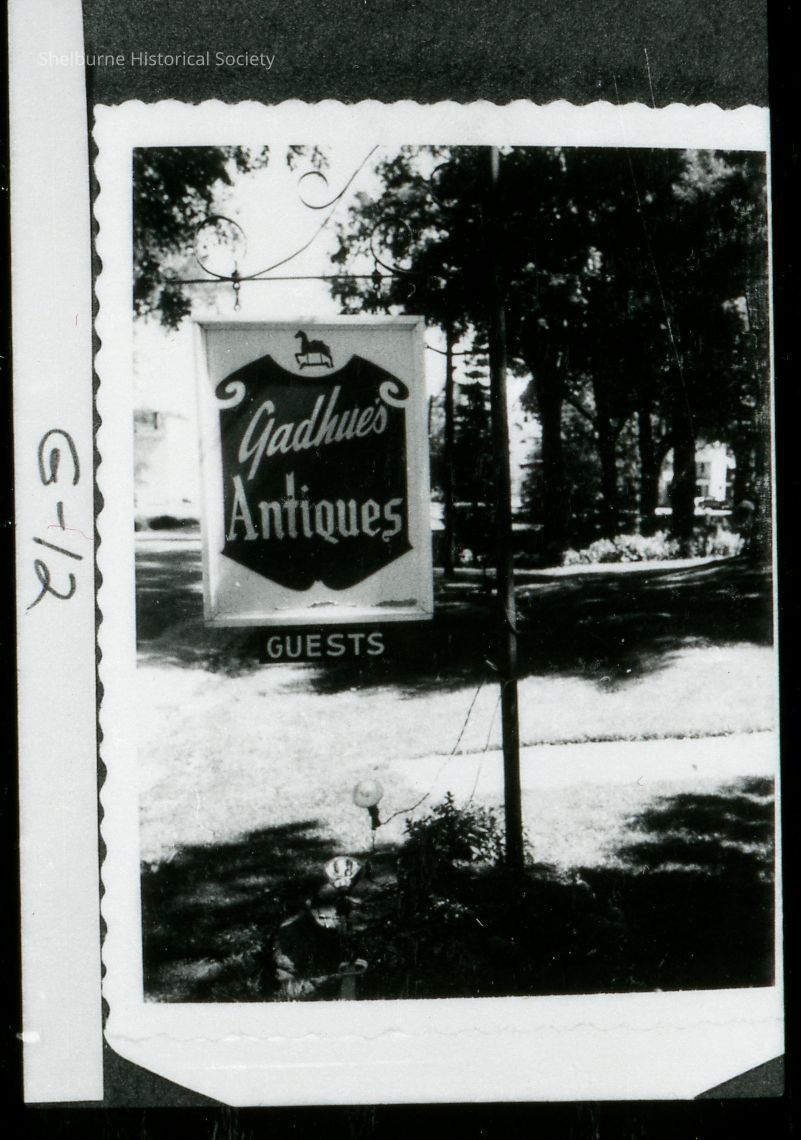 Shelburne Historical Society
G-12
Gadhue's
Antiques
GUESTS